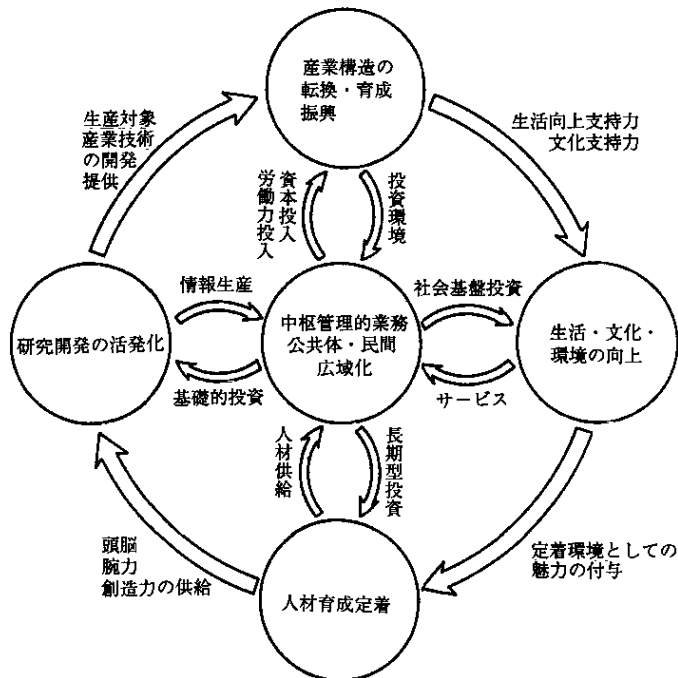 産業構造の
転換・育成
振興
生産対象
産業技術
の開発
提供
生活向上支持力
文化支持力
資本投入
労働力投入
投資環境
情報生産
社会基盤投資
研究開発の活発化
中枢管理的業務
公共体・民間
広域化
生活・文化・
環境の向上
基礎的投資
サービス
人材供給
長期型投資
頭脳
腕力
創造力の供給
定着環境としての
魅力の付与
人材育成定着